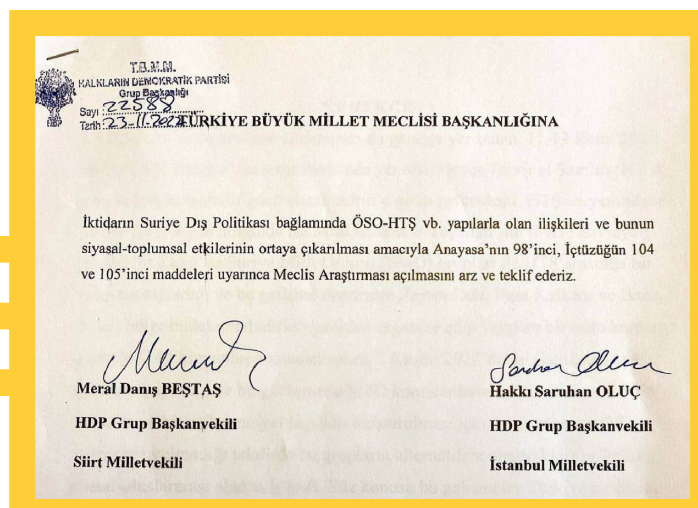 T.B.M.M.
HALKLARIN DEMOKRATİK PARTİSİ
Grup Başkanlığı
Sayı : 22588
Tarih : 23-11-2022
TÜRKİYE BÜYÜK MİLLET MECLİSİ BAŞKANLIĞINA
İktidarın Suriye Dış Politikası bağlamında ÖSO-HTŞ vb. yapılarla olan ilişkileri ve bunun
siyasal-toplumsal etkilerinin ortaya çıkarılması amacıyla Anayasa'nın 98'inci, İçtüzüğün 104
ve 105'inci maddeleri uyarınca Meclis Araştırması açılmasını arz ve teklif ederiz.
Meral Danış BEŞTAŞ
HDP Grup Başkanvekili
Siirt Milletvekili
Hakkı Saruhan OLUÇ
HDP Grup Başkanvekili
İstanbul Milletvekili